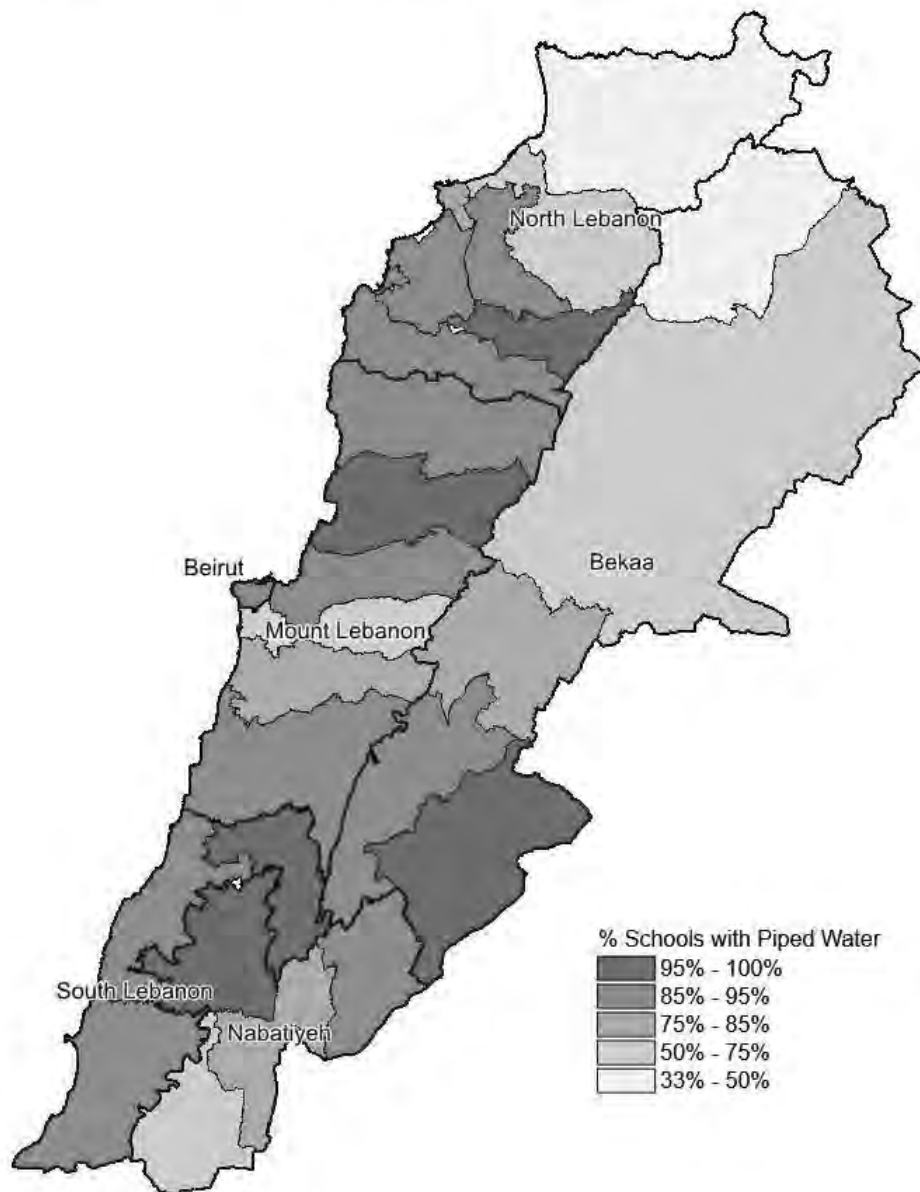 North Lebanon
Beirut
Bekaa
Mount Lebanon
% Schools with Piped Water
95% - 100%
85% - 95%
75% - 85%
50% - 75%
33% - 50%
South Lebanon
Nabatiyeh